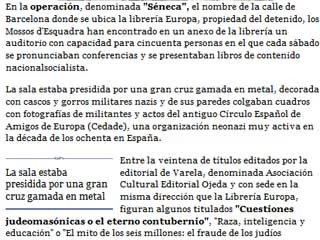 En la operación, denominada "Séneca", el nombre de la calle de
Barcelona donde se ubica la librería Europa, propiedad del detenido, los
Mossos d'Esquadra han encontrado en un anexo de la librería un
auditorio con capacidad para cincuenta personas en el que cada sábado
se pronunciaban conferencias y se presentaban libros de contenido
nacionalsocialista.
La sala estaba presidida por una gran cruz gamada en metal, decorada
con cascos y gorros militares nazis y de sus paredes colgaban cuadros
con fotografías de militantes y actos del antiguo Círculo Español de
Amigos de Europa (Cedade), una organización neonazi muy activa en
la década de los ochenta en España.
La sala estaba
presidida por una gran
cruz gamada en metal
Entre la veintena de títulos editados por la
editorial de Varela, denominada Asociación
Cultural Editorial Ojeda y con sede en la
misma dirección que la Librería Europa,
figuran algunos titulados "Cuestiones
judeomasónicas o el eterno contubernio", "Raza, inteligencia y
educación" o "El mito de los seis millones: el fraude de los judíos